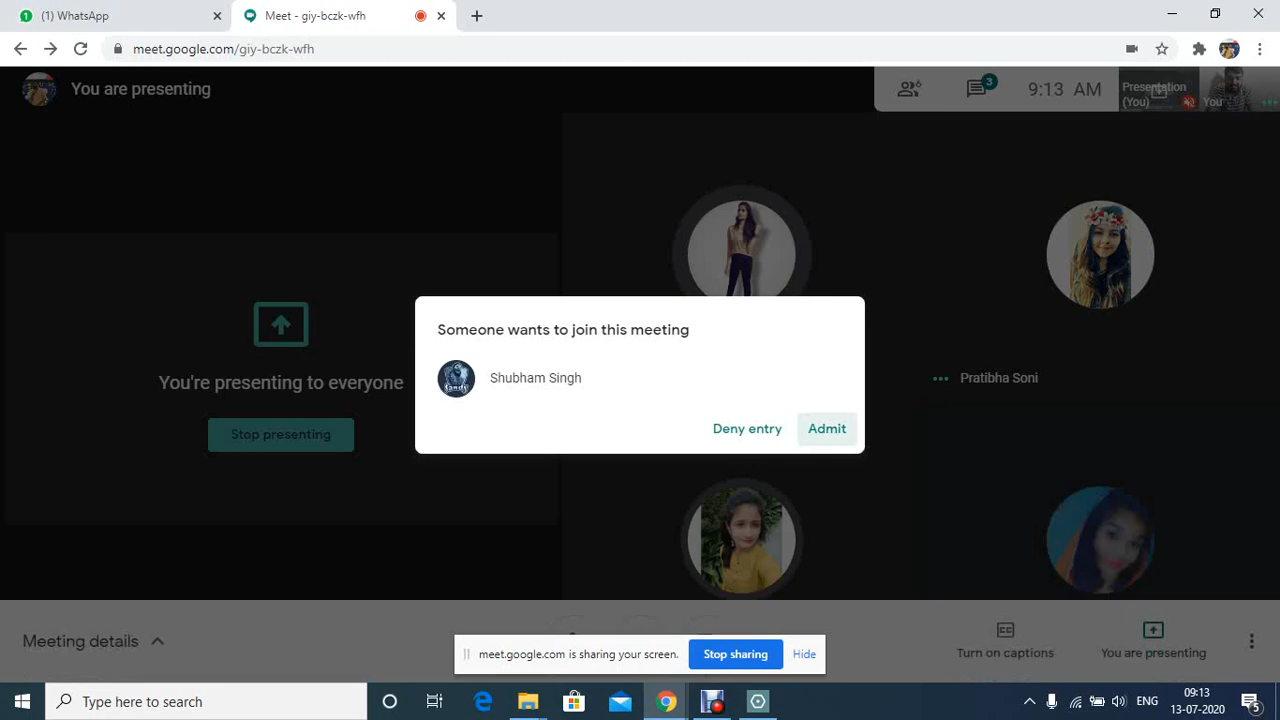 1 WhatsApp
Meet - giy-bczk-wfh
meet.google.com/giy-bczk-wfh
You are presenting
6
3
9:13 AM
Presentation
(You)
You
You're presenting to everyone
Stop presenting
Someone wants to join this meeting
Shubham Singh
Deny entry
Admit
Pratibha Soni
Meeting details
meet.google.com is sharing your screen.
Stop sharing
Hide
CC
Turn on captions
You are presenting
Type here to search
ENG
09:13
13-07-2020
5